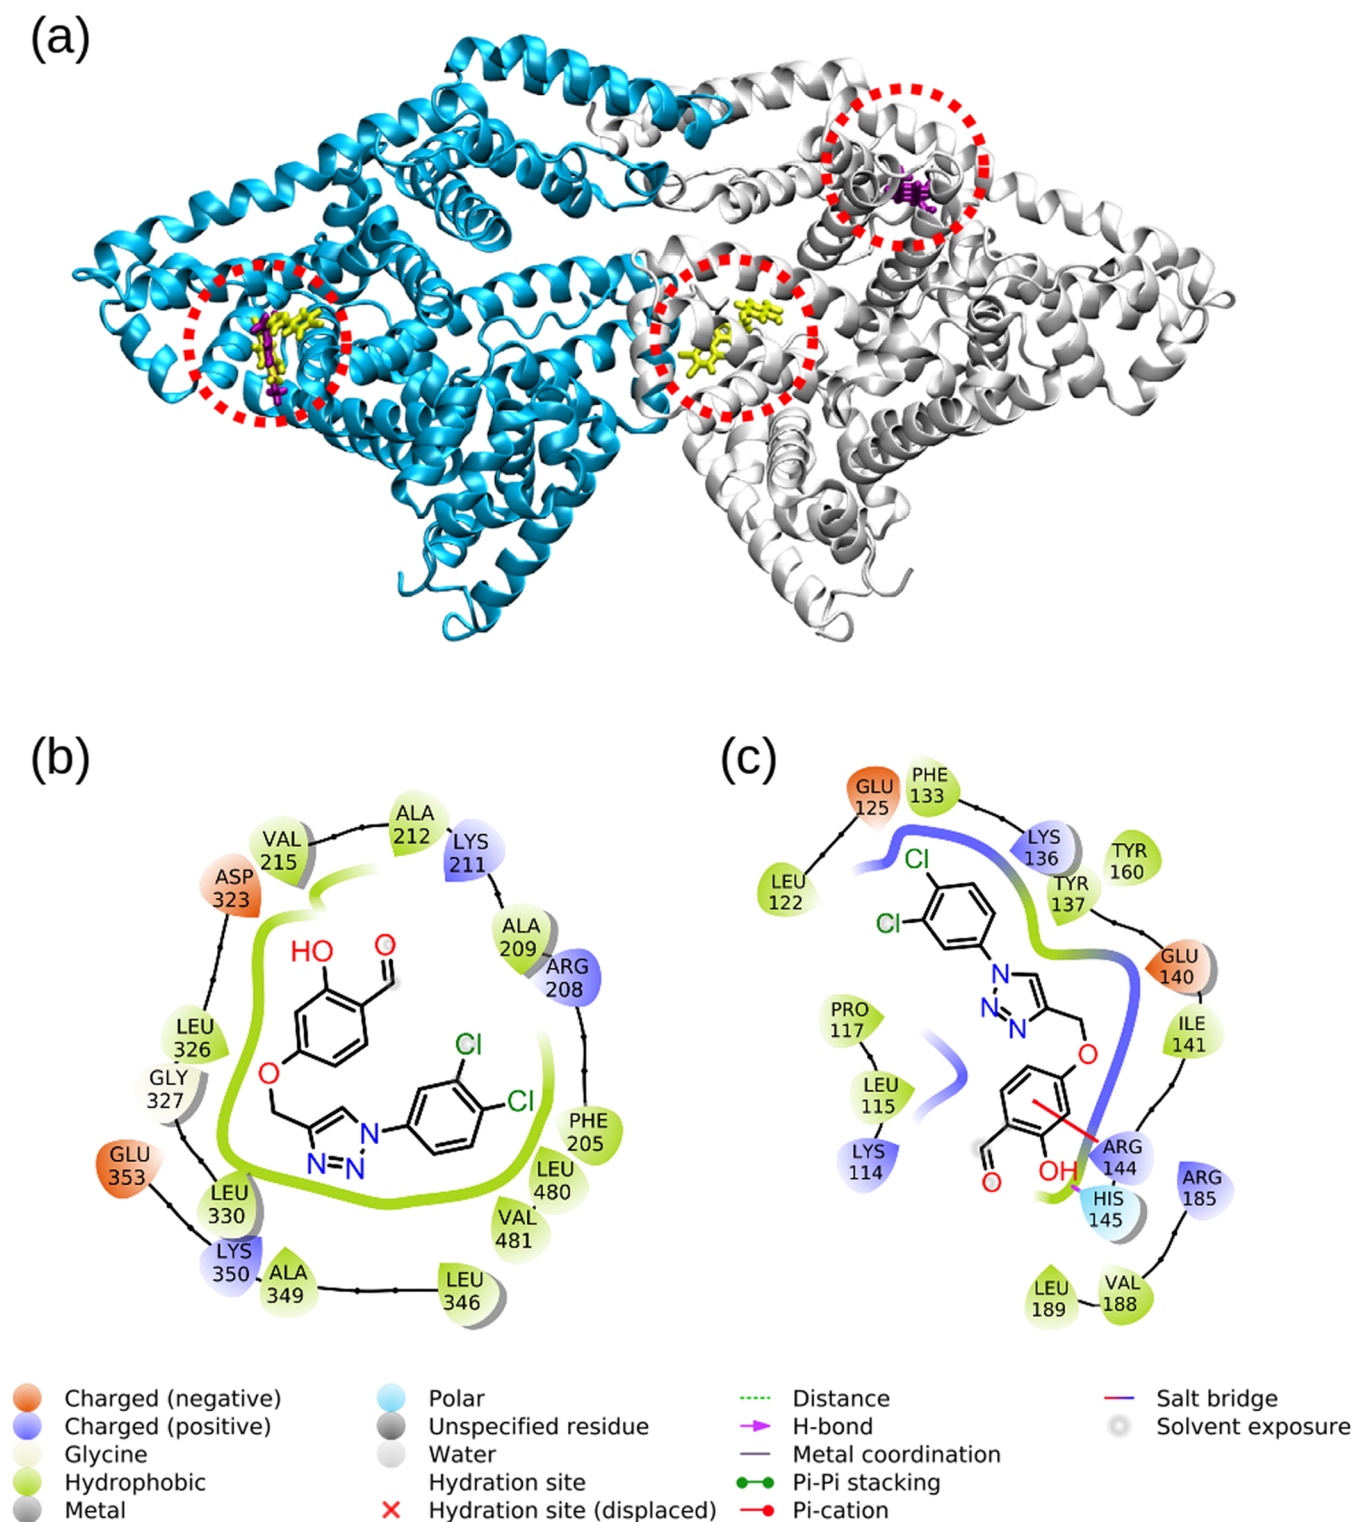 (a)
(b)
(c)
ALA
212
VAL
215
LYS
211
ASP
323
ALA
209
ARG
208
HO
O
LEU
326
GLY
327
O
Cl
Cl
N
N=N
PHE
205
GLU
353
LEU
480
LEU
330
VAL
481
LYS
350
ALA
349
LEU
346
PHE
133
GLU
125
LYS
136
TYR
160
LEU
122
TYR
137
Cl
Cl
GLU
140
N
N
N
PRO
117
ILE
141
O
LEU
115
LYS
114
ARG
144
OH
O
ARG
185
HIS
145
LEU
189
VAL
188
Charged (negative)
Charged (positive)
Glycine
Hydrophobic
Metal
Polar
Unspecified residue
Water
Hydration site
Hydration site (displaced)
Distance
H-bond
Metal coordination
Pi-Pi stacking
Pi-cation
Salt bridge
Solvent exposure